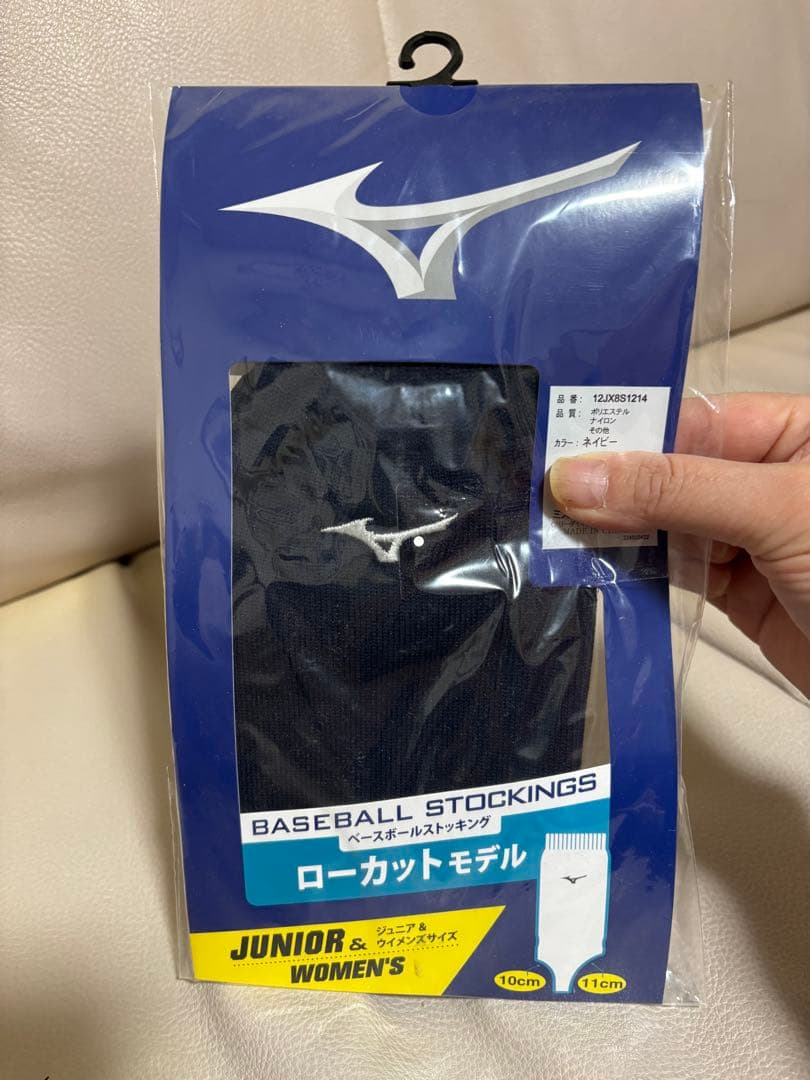 品番: 12JX8S1214
品質: ポリエステル
ナイロン
その他
カラー: ネイビー
BASEBALL STOCKINGS
ベースボールストッキング
ローカットモデル
JUNIOR &
WOMEN'S
ジュニア&
ウイメンズサイズ
10cm
11cm